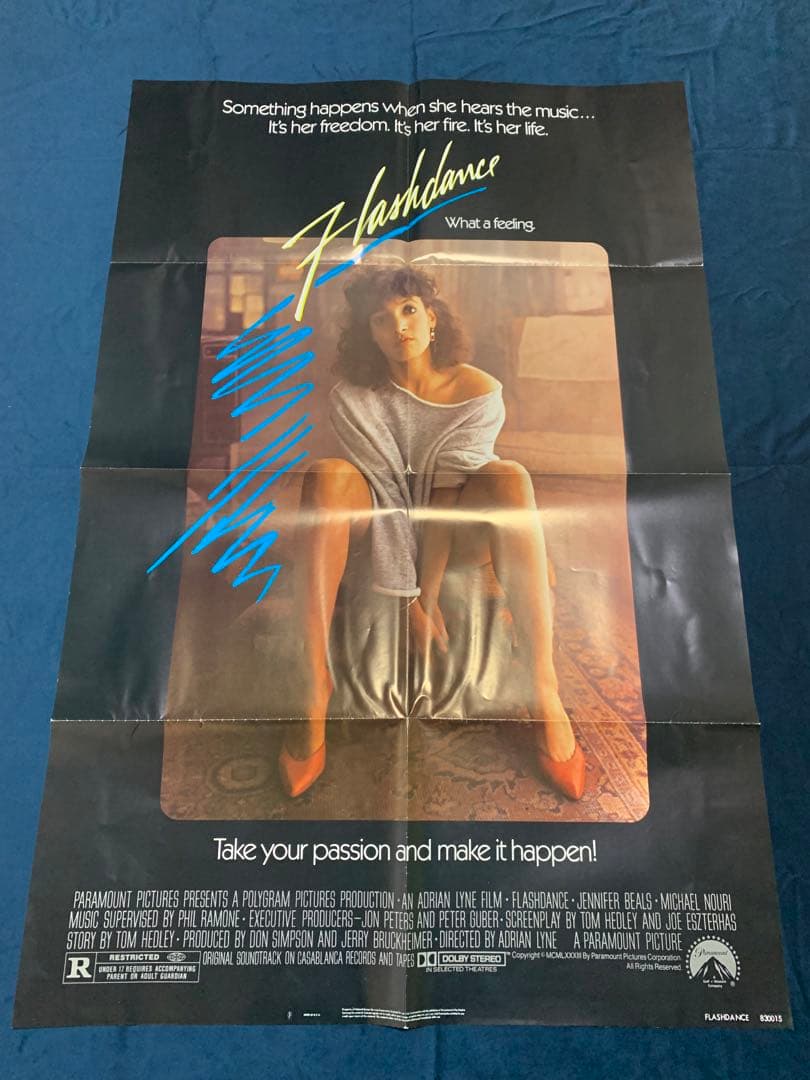 Something happens when she hears the music...
It's her freedom. It's her fire. It's her life.
Flashdance
What a feeling.
Take your passion and make it happen!
PARAMOUNT PICTURES PRESENTS A POLYGRAM PICTURES PRODUCTION · AN ADRIAN LYNE FILM · FLASHDANCE · JENNIFER BEALS · MICHAEL NOURI
MUSIC SUPERVISED BY PHIL RAMONE · EXECUTIVE PRODUCERS—JON PETERS AND PETER GUBER · SCREENPLAY BY TOM HEDLEY AND JOE ESZTERHAS
STORY BY TOM HEDLEY · PRODUCED BY DON SIMPSON AND JERRY BRUCKHEIMER · DIRECTED BY ADRIAN LYNE A PARAMOUNT PICTURE
R RESTRICTED
UNDER 17 REQUIRES ACCOMPANYING
PARENT OR ADULT GUARDIAN
ORIGINAL SOUNDTRACK ON CASABLANCA RECORDS AND TAPES
DOLBY STEREO
IN SELECTED THEATRES
Copyright © MCMLXXXIII By Paramount Pictures Corporation.
All Rights Reserved.
Paramount
A Gulf + Western Company
FLASHDANCE 830015